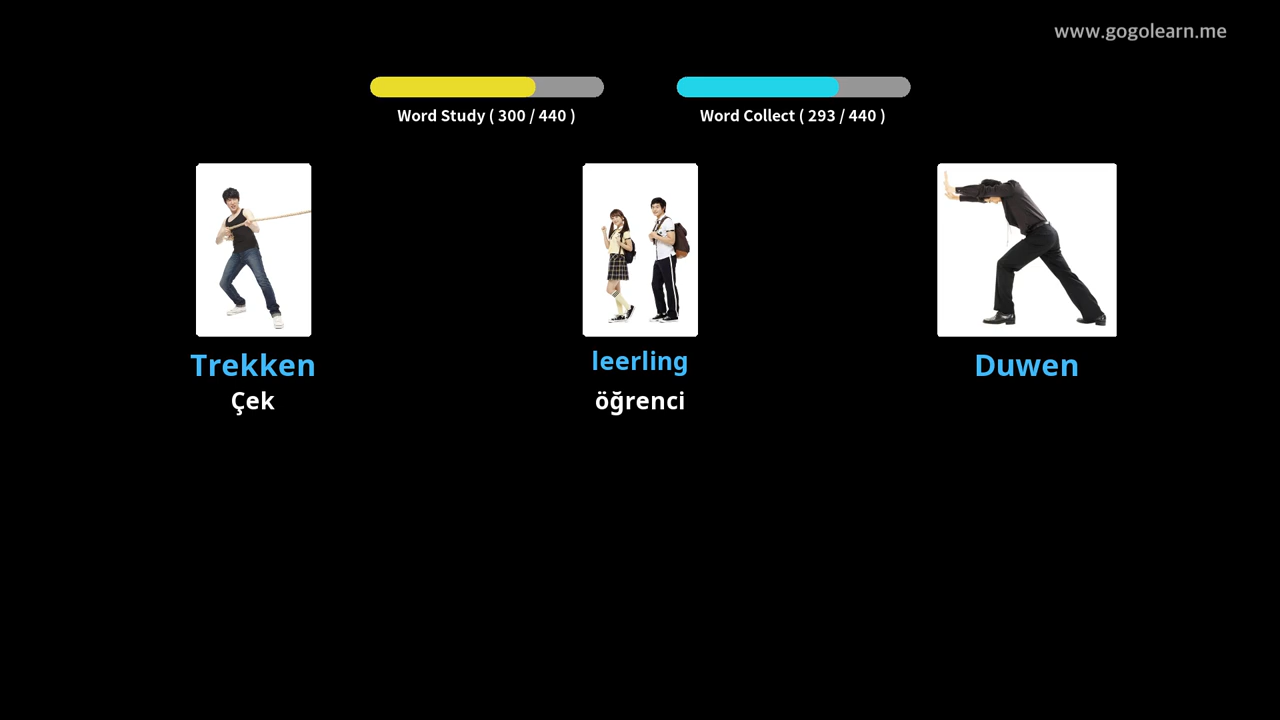 www.gogolearn.me
Word Study ( 300 / 440 )
Word Collect ( 293 / 440 )
Trekken
Çek
leerling
öğrenci
Duwen